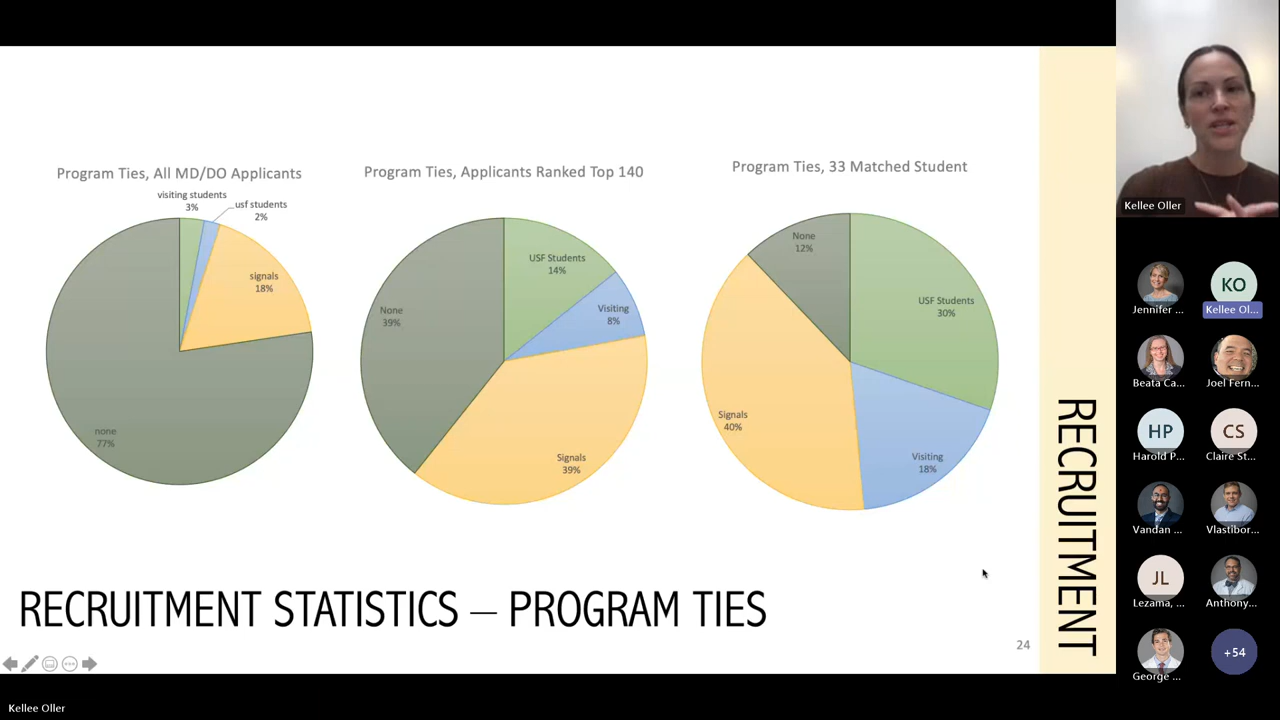 Program Ties, All MD/DO Applicants
visiting students
3%
usf students
2%
signals
18%
none
77%
Program Ties, Applicants Ranked Top 140
USF Students
14%
Visiting
8%
None
39%
Signals
39%
Program Ties, 33 Matched Student
None
12%
USF Students
30%
Signals
40%
Visiting
18%
RECRUITMENT STATISTICS – PROGRAM TIES
24
RECRUITMENT
Kellee Oller
Kellee Oller
KO
Jennifer ...
Kellee Ol...
Beata Ca...
Joel Fern...
HP
CS
Harold P...
Claire St...
Vandan ...
Vlastibor...
JL
Lezama, ...
Anthony...
+54
George ...